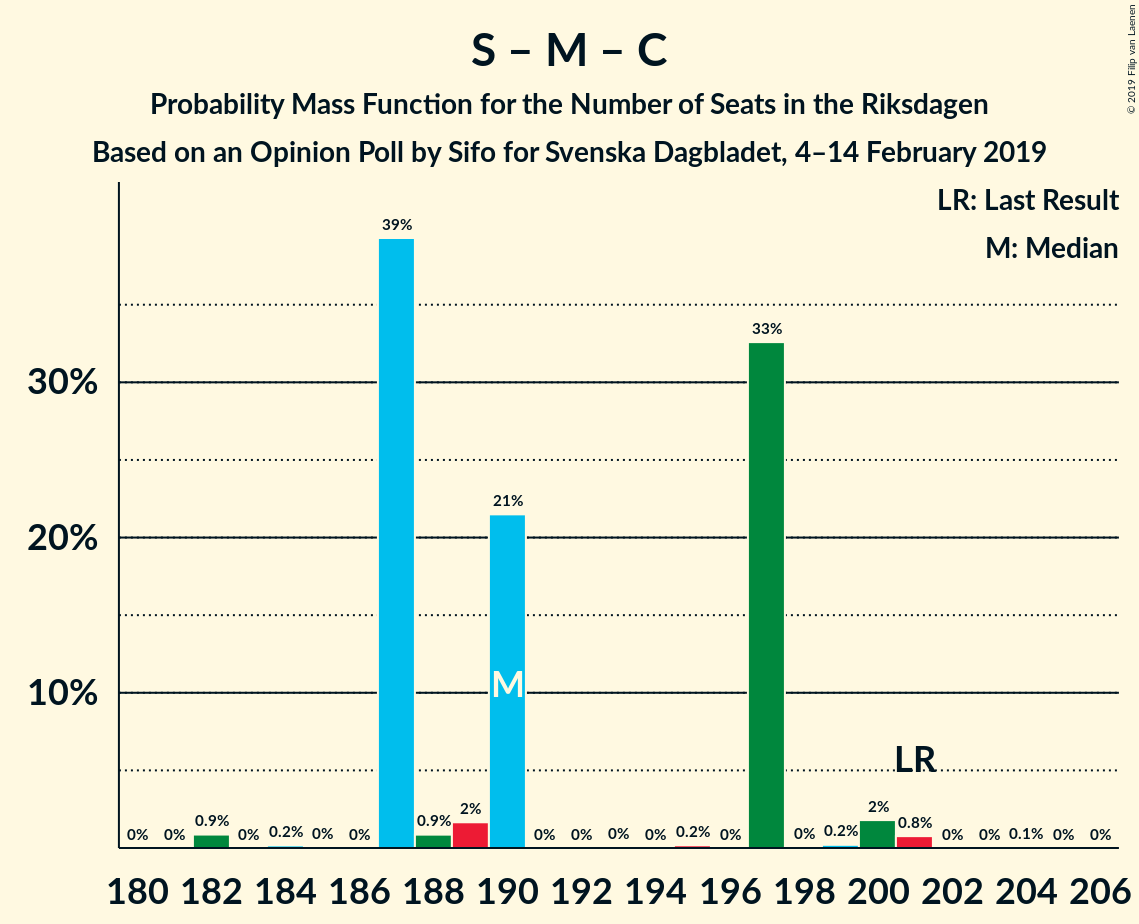 S – M – C
Probability Mass Function for the Number of Seats in the Riksdagen
Based on an Opinion Poll by Sifo for Svenska Dagbladet, 4–14 February 2019
© 2019 Filip van Laenen
LR: Last Result
M: Median
30%
20%
10%
0% 0% 0.9% 0% 0.2% 0% 0% 39% 0.9% 2% 21% 0% 0% 0% 0% 0.2% 0% 33% 0% 0.2% 2% 0.8% 0% 0% 0.1% 0% 0%
M
LR
180 182 184 186 188 190 192 194 196 198 200 202 204 206